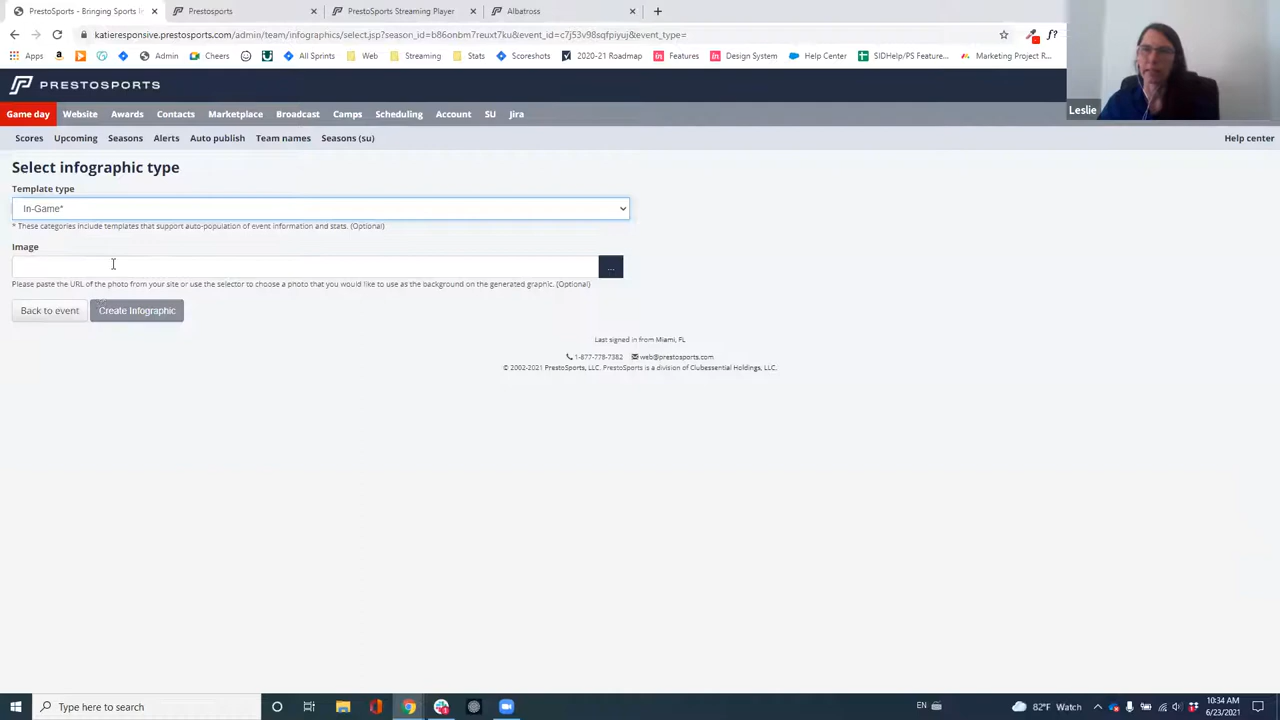 PrestoSports - Bringing Sports I
Prestosports
PrestoSports Streaming Player
Albatross
katieresponsive.prestosports.com/admin/team/infographics/select.jsp?season_id=b86onbm7reuxt7ku&event_id=c7j53v98sqfpiyuj&event_type=
Apps
In Sprints
Web
Streaming
Stats
Admin
Cheers
All Sprints
Web
Streaming
Stats
Scoreshots
2020-21 Roadmap
Features
Design System
Help Center
SIDHelp/PS Feature...
Marketing Project R...
PRESTOSPORTS
Leslie
Game day
Website
Awards
Contacts
Marketplace
Broadcast
Camps
Scheduling
Account
SU
Jira
Scores
Upcoming
Seasons
Alerts
Auto publish
Team names
Seasons (su)
Help center
Select infographic type
Template type
In-Game*
* These categories include templates that support auto-population of event information and stats. (Optional)
Image
...
Please paste the URL of the photo from your site or use the selector to choose a photo that you would like to use as the background on the generated graphic. (Optional)
Back to event
Create Infographic
Last signed in from Miami, FL
1-877-778-7382 web@prestosports.com
© 2002-2021 PrestoSports, LLC. PrestoSports is a division of Clubessential Holdings, LLC.
Type here to search
EN
82°F Watch
10:34 AM
6/23/2021